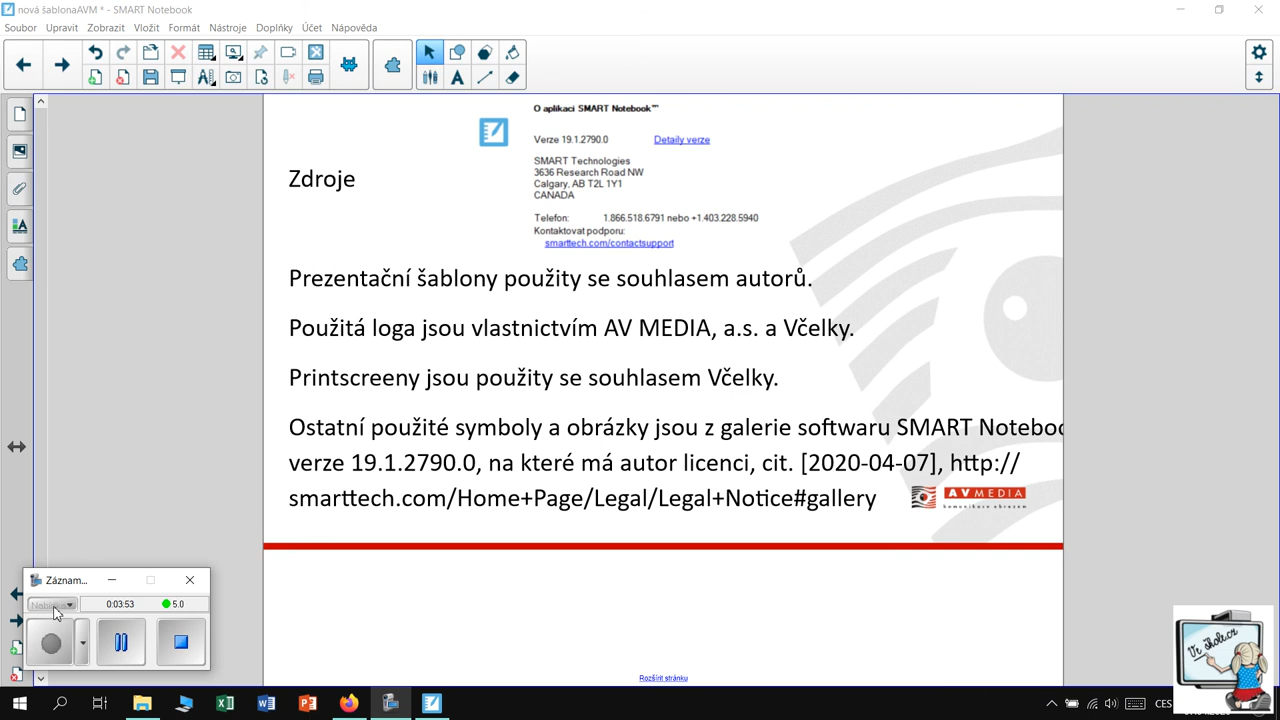 nová šablonaAVM * - SMART Notebook
Soubor Upravit Zobrazit Vložit Formát Nástroje Doplňky Účet Nápověda
O aplikaci SMART Notebook™
Verze 19.1.2790.0 Detaily verze
SMART Technologies
3636 Research Road NW
Calgary, AB T2L 1Y1
CANADA
Telefon: 1.866.518.6791 nebo +1.403.228.5940
Kontaktovat podporu:
smarttech.com/contactsupport
Zdroje
Prezentační šablony použity se souhlasem autorů.
Použitá loga jsou vlastnictvím AV MEDIA, a.s. a Včelky.
Printscreeny jsou použity se souhlasem Včelky.
Ostatní použité symboly a obrázky jsou z galerie softwaru SMART Noteboo
verze 19.1.2790.0, na které má autor licenci, cit. [2020-04-07], http://
smarttech.com/Home+Page/Legal/Legal+Notice#gallery
AV MEDIA
komunikace obrazem
Záznam...
0:03:53 5.0
Rozšířit stránku
Ve škole.cz
CES